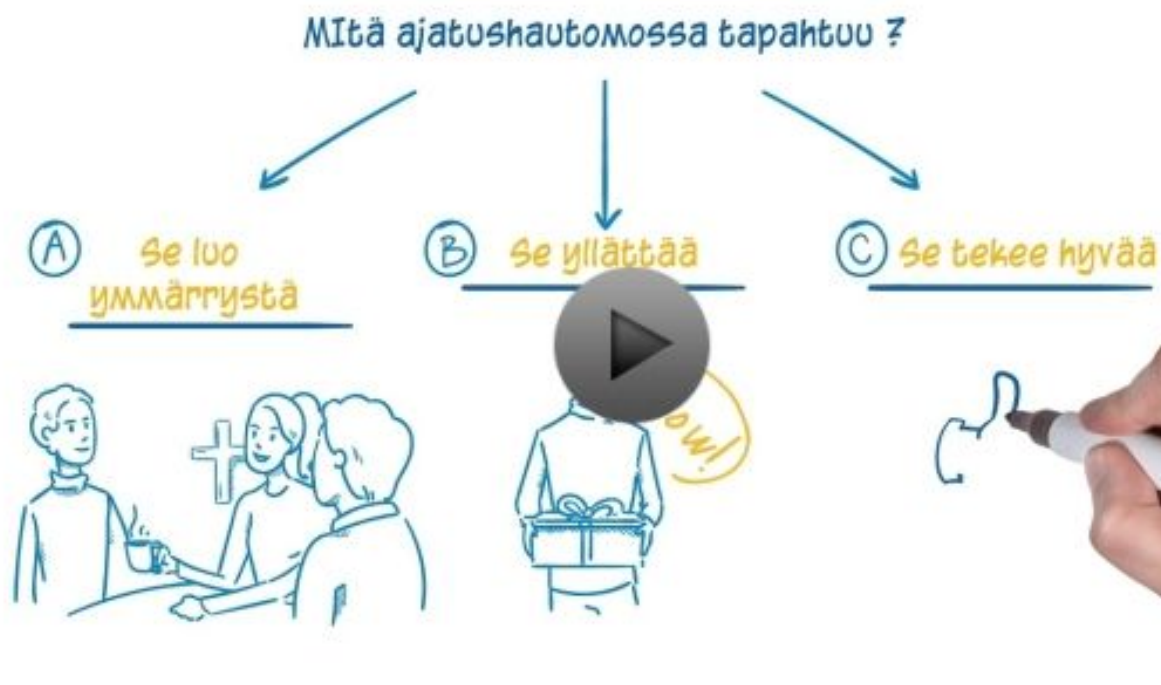 MItä ajatushautomossa tapahtuu ?
A
Se luo
ymmärrystä
B
Se yllättää
C
Se tekee hyvää